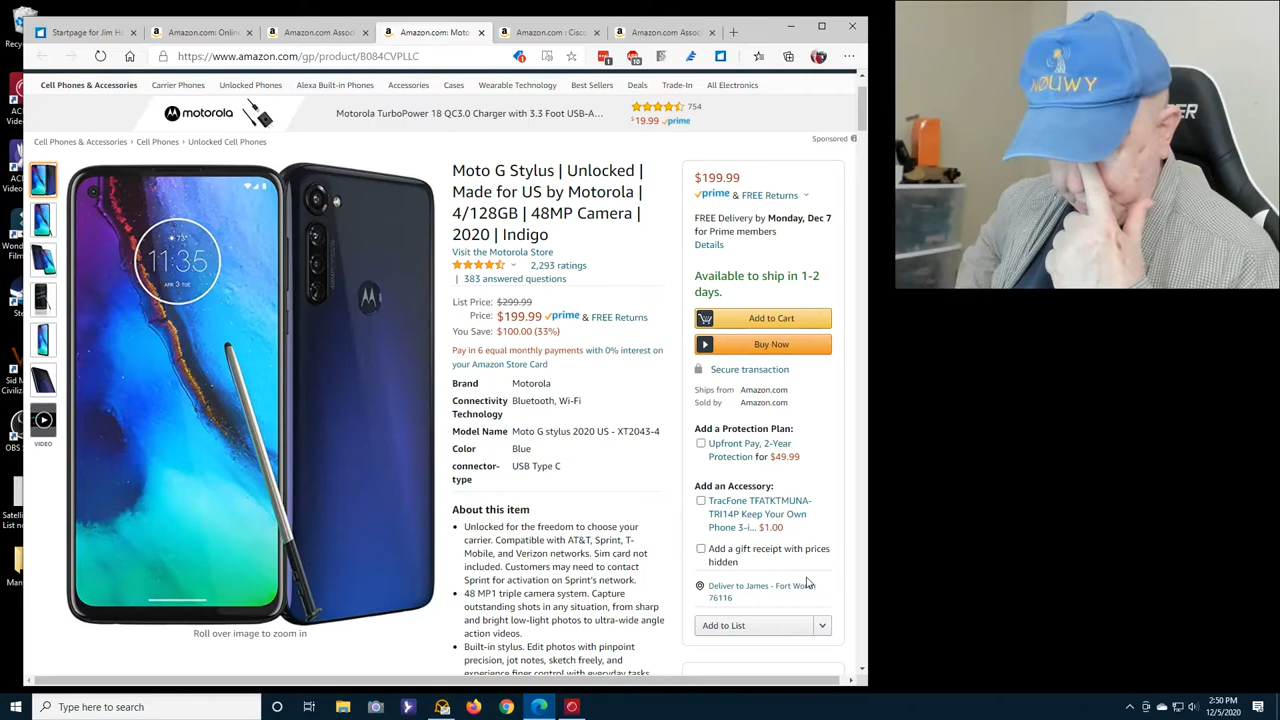 Startpage for Jim H
Amazon.com: Onlin
Amazon.com Assoc
Amazon.com: Moto
Amazon.com : Cisco
Amazon.com Assoc
https://www.amazon.com/gp/product/B084CVPLLC
Cell Phones & Accessories Carrier Phones Unlocked Phones Alexa Built-in Phones Accessories Cases Wearable Technology Best Sellers Deals Trade-In All Electronics
motorola Motorola TurboPower 18 QC3.0 Charger with 3.3 Foot USB-A... 754
$19.99 prime
Cell Phones & Accessories › Cell Phones › Unlocked Cell Phones
Sponsored
73°
11:35
APR 3 TUE
Moto G Stylus | Unlocked |
Made for US by Motorola |
4/128GB | 48MP Camera |
2020 | Indigo
Visit the Motorola Store
2,293 ratings
| 383 answered questions
List Price: $299.99
Price: $199.99 prime & FREE Returns
You Save: $100.00 (33%)
Pay in 6 equal monthly payments with 0% interest on
your Amazon Store Card
Brand Motorola
Connectivity Bluetooth, Wi-Fi
Technology
Model Name Moto G stylus 2020 US - XT2043-4
Color Blue
connector- USB Type C
type
About this item
• Unlocked for the freedom to choose your
carrier. Compatible with AT&T, Sprint, T-
Mobile, and Verizon networks. Sim card not
included. Customers may need to contact
Sprint for activation on Sprint's network.
• 48 MP1 triple camera system. Capture
outstanding shots in any situation, from sharp
and bright low-light photos to ultra-wide angle
action videos.
• Built-in stylus. Edit photos with pinpoint
precision, jot notes, sketch freely, and
experience finer control with everyday tasks
VIDEO
Roll over image to zoom in
$199.99
prime & FREE Returns
FREE Delivery by Monday, Dec 7
for Prime members
Details
Available to ship in 1-2
days.
Add to Cart
Buy Now
Secure transaction
Ships from Amazon.com
Sold by Amazon.com
Add a Protection Plan:
Upfront Pay, 2-Year
Protection for $49.99
Add an Accessory:
TracFone TFATKTMUNA-
TRI14P Keep Your Own
Phone 3-i... $1.00
Add a gift receipt with prices
hidden
Deliver to James - Fort Worth
76116
Add to List
Type here to search
2:50 PM
12/5/2020